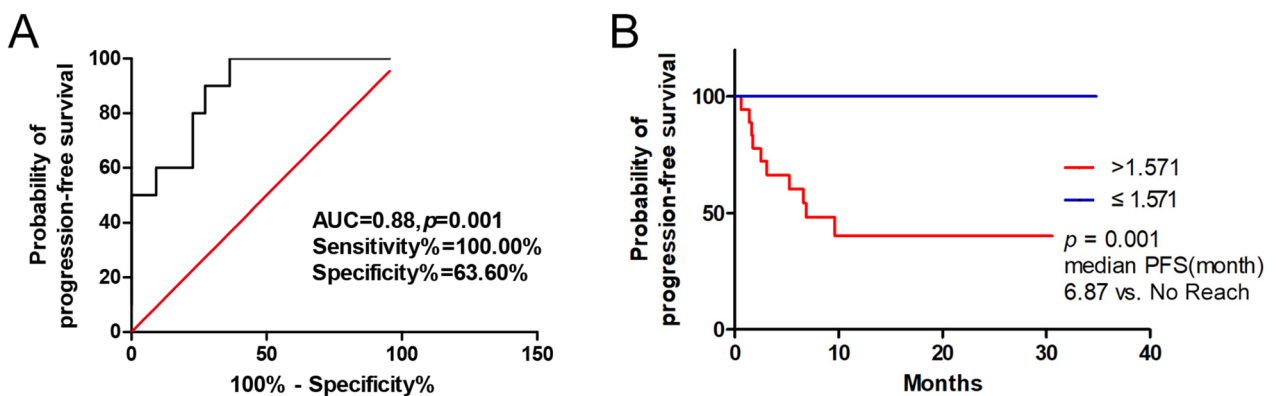 A
Probability of
progression-free survival
100
80
60
40
20
0
0
50
100
150
100% - Specificity%
AUC=0.88,p=0.001
Sensitivity%=100.00%
Specificity%=63.60%
B
Probability of
progression-free survival
100
50
0
0
10
20
30
40
Months
>1.571
≤ 1.571
p = 0.001
median PFS(month)
6.87 vs. No Reach